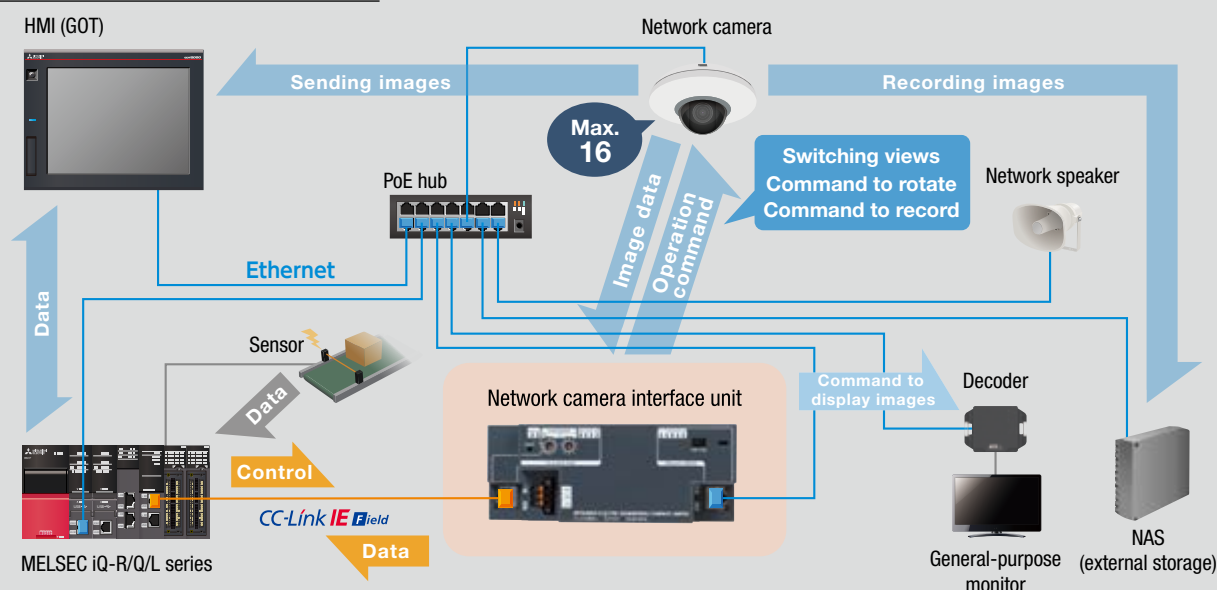 HMI (GOT)
Network camera
Sending images
Recording images
Max.
16
Switching views
Command to rotate
Command to record
PoE hub
Network speaker
Image data
Operation
command
Ethernet
Data
Sensor
Data
Network camera interface unit
Command to
display images
Decoder
Control
CC-Link IE Field
Data
MELSEC iQ-R/Q/L series
General-purpose
monitor
NAS
(external storage)